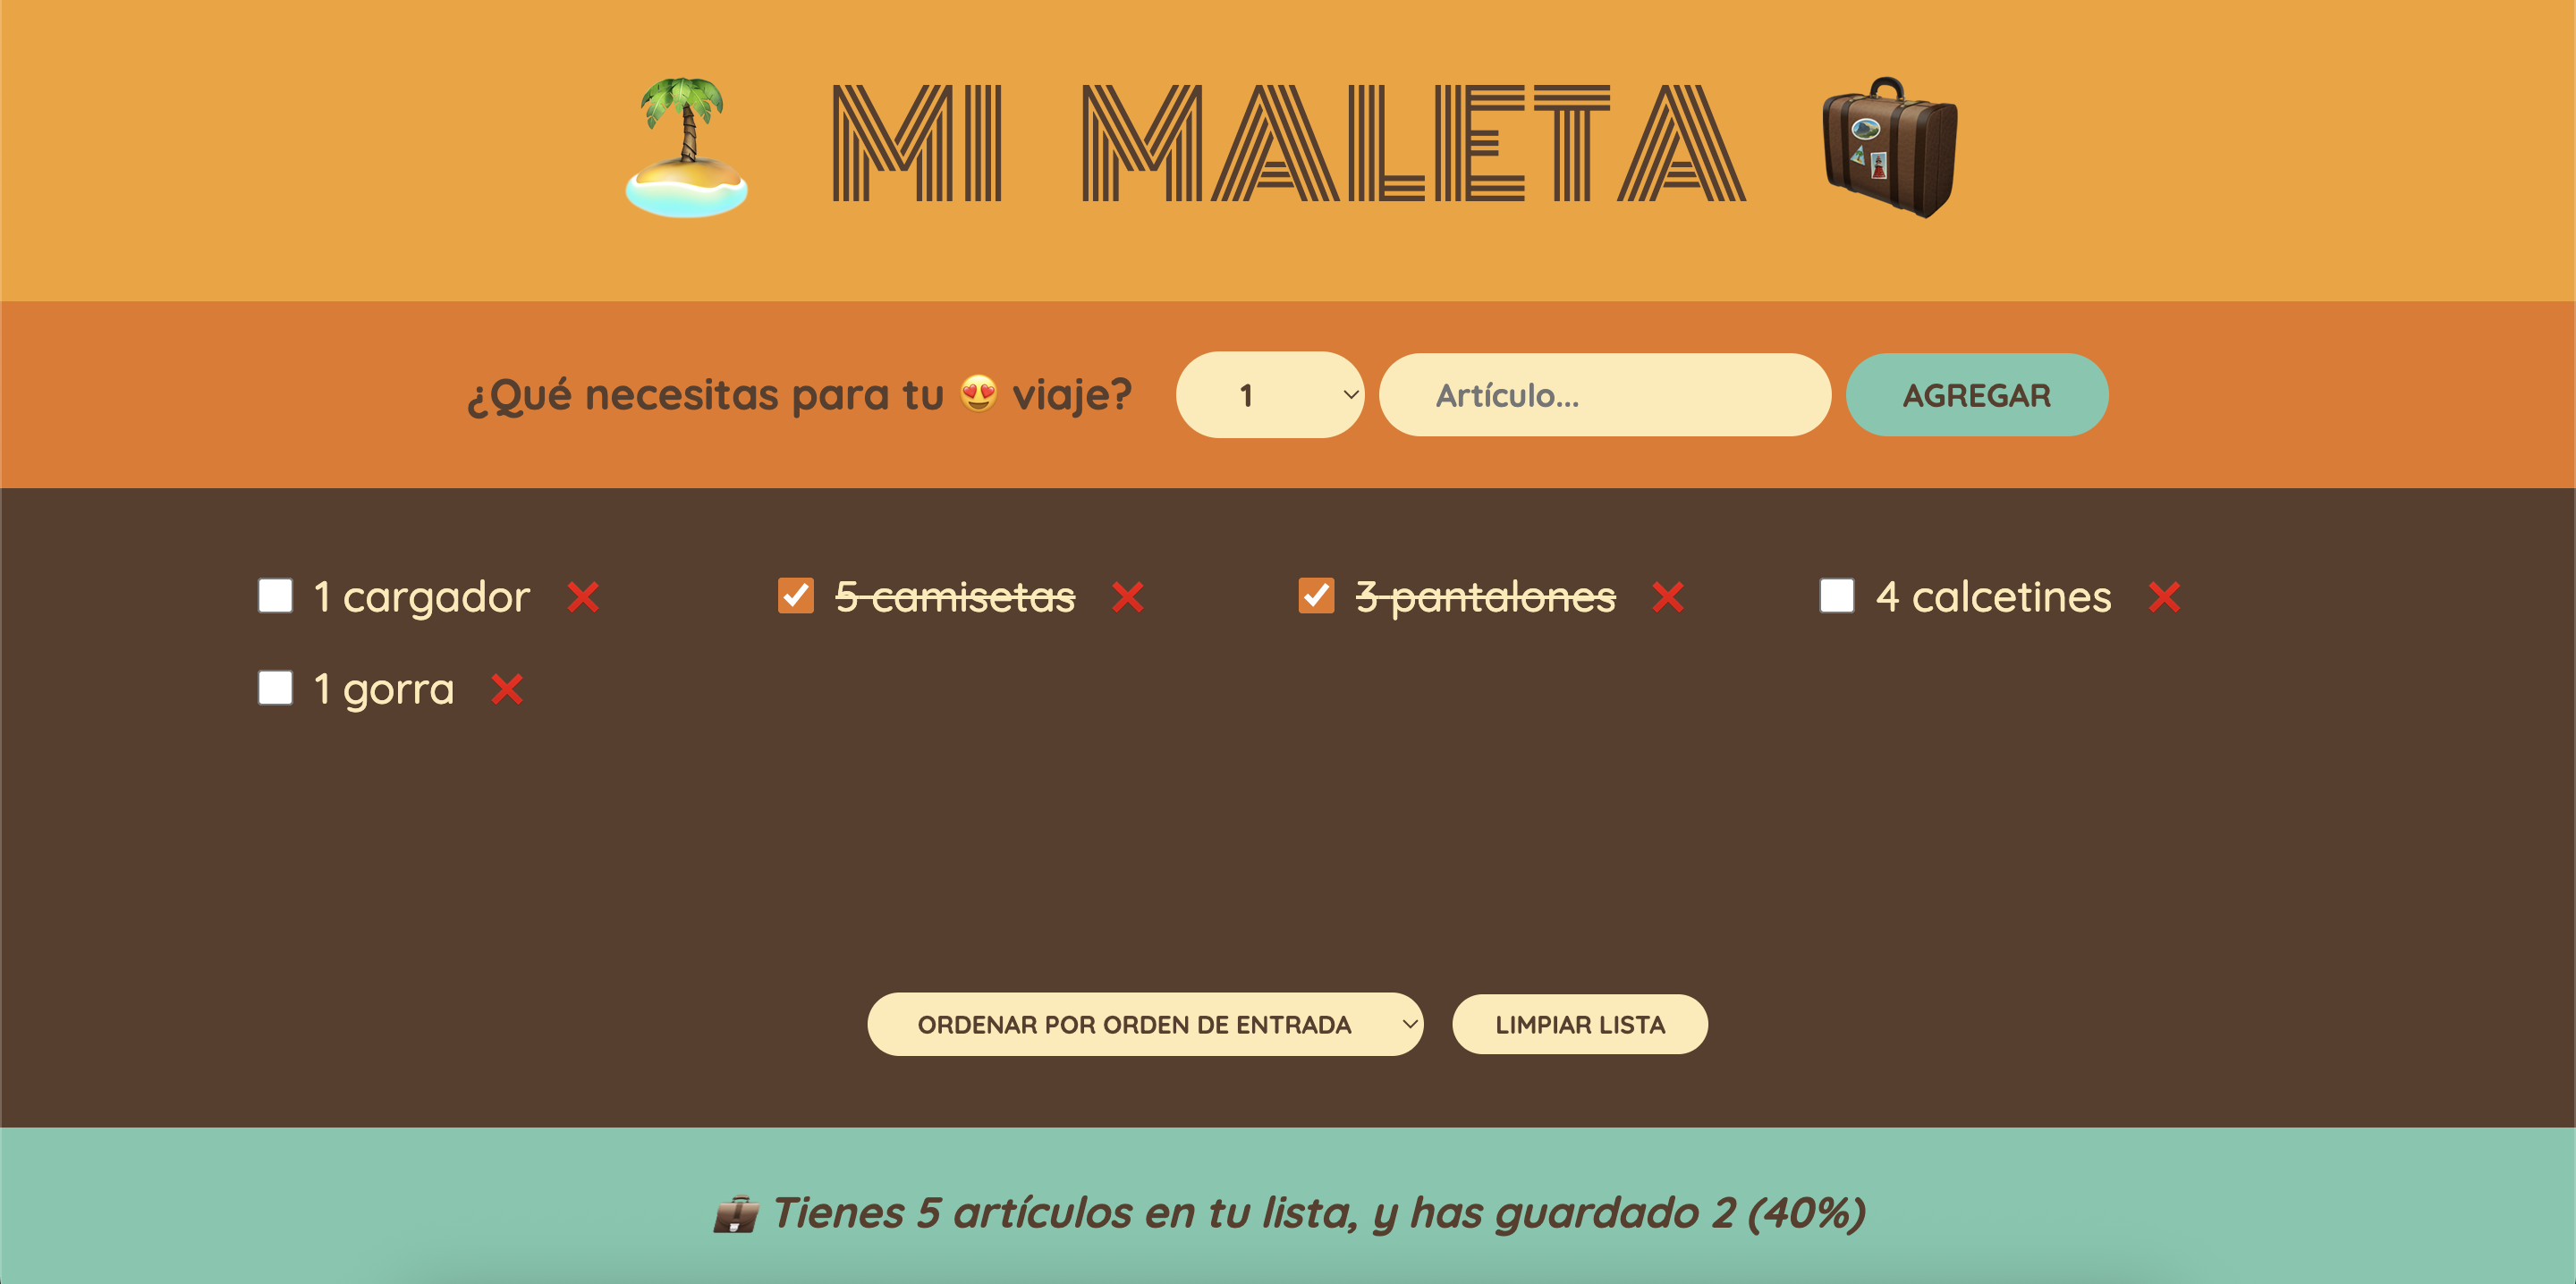 MI MALETA
¿Qué necesitas para tu 😍 viaje? 1 Artículo... AGREGAR
1 cargador ❌ 5 camisetas ❌ 3 pantalones ❌ 4 calcetines ❌
1 gorra ❌
ORDENAR POR ORDEN DE ENTRADA LIMPIAR LISTA
Tienes 5 artículos en tu lista, y has guardado 2 (40%)